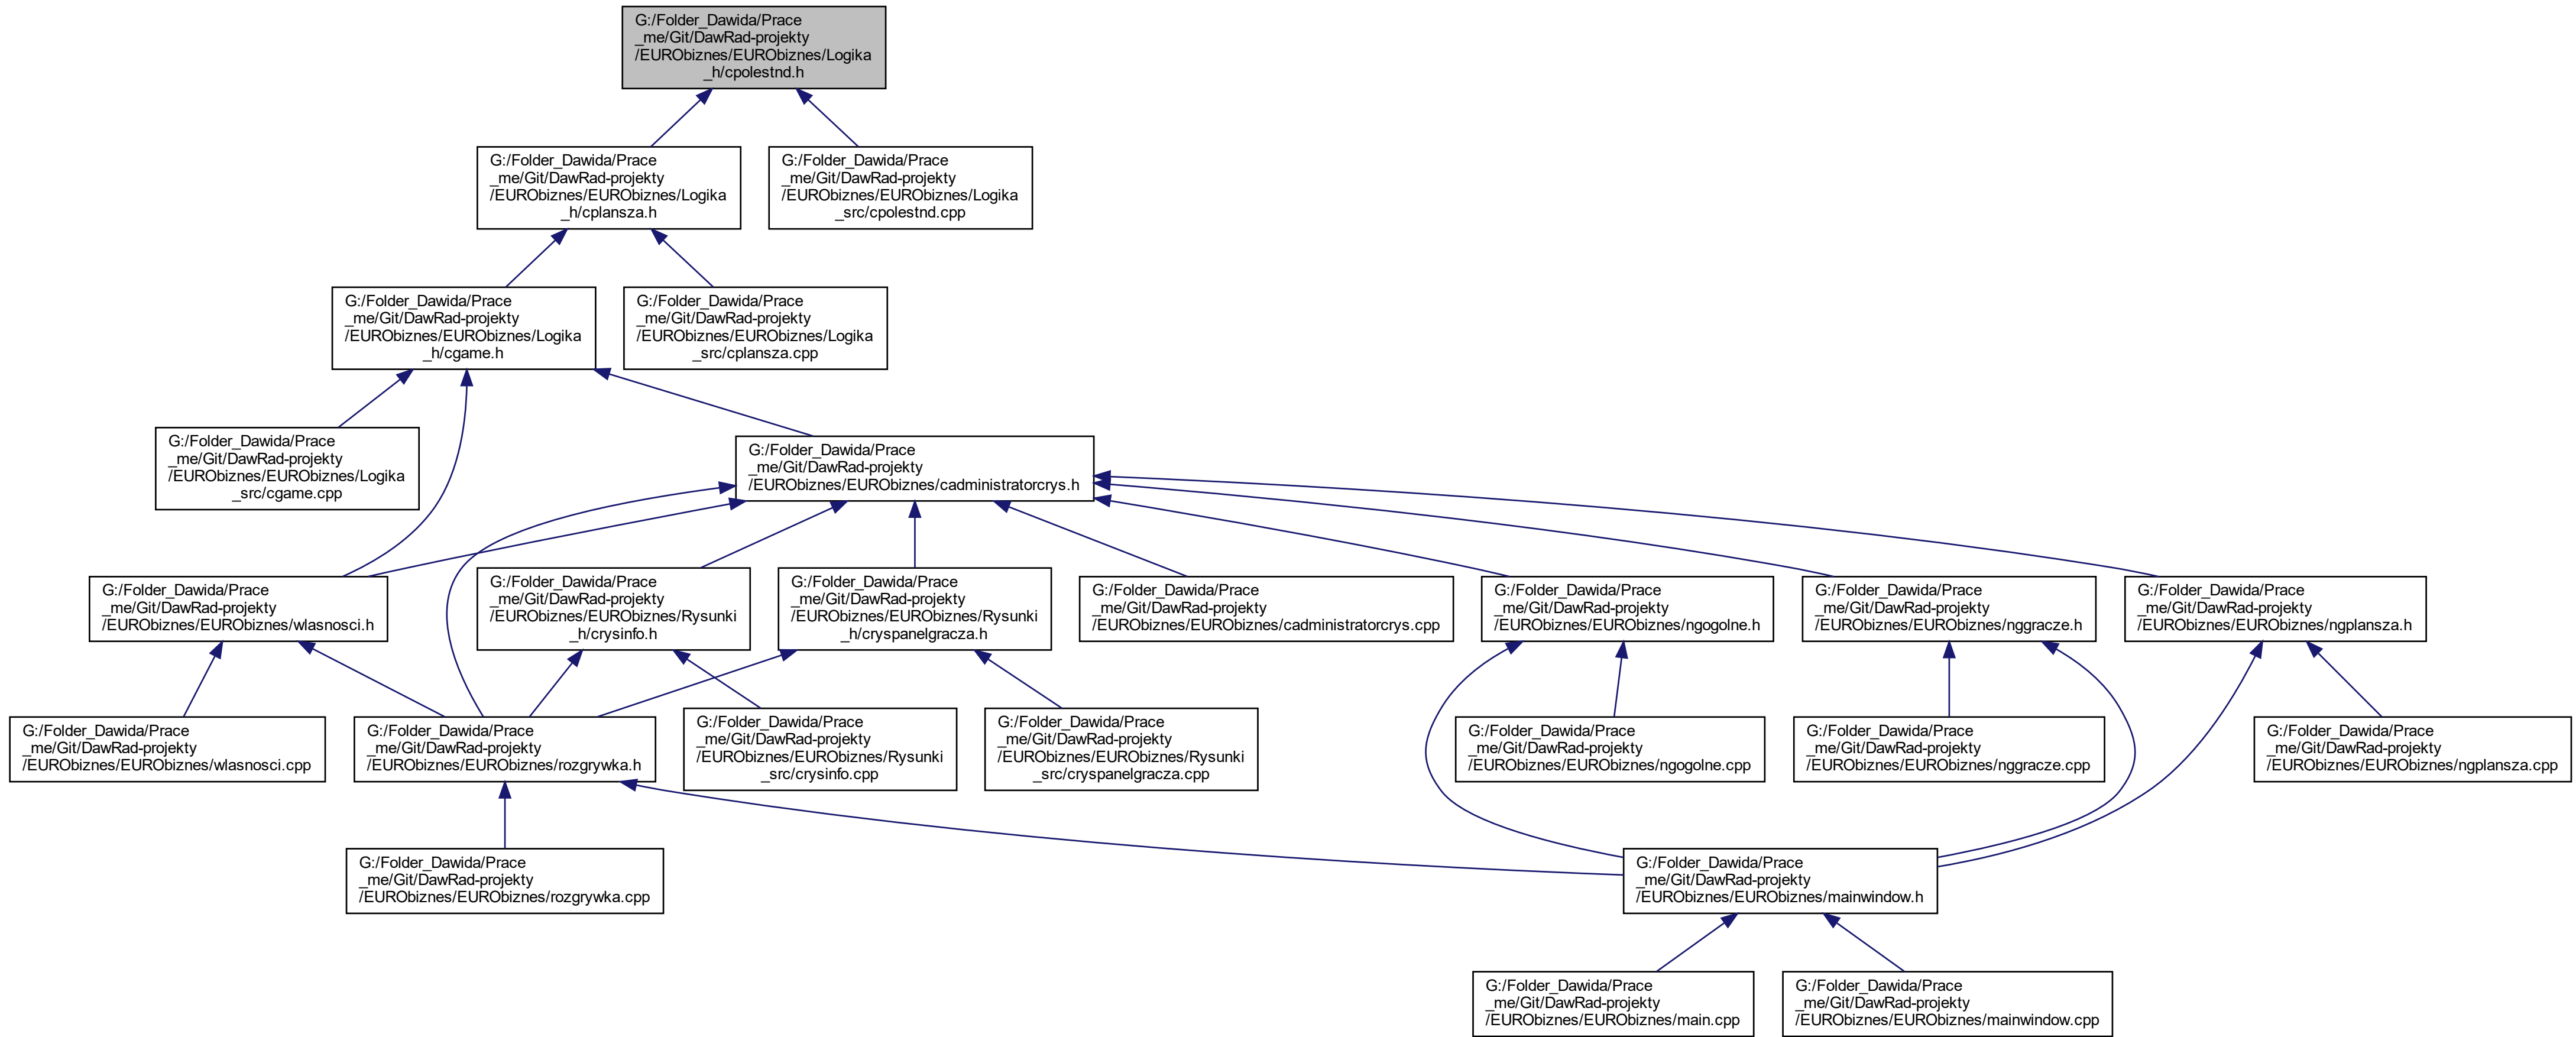 G:/Folder_Dawida/Prace
_me/Git/DawRad-projekty
/EURObiznes/EURObiznes/Logika
_h/cpolestnd.h
G:/Folder_Dawida/Prace
_me/Git/DawRad-projekty
/EURObiznes/EURObiznes/Logika
_h/cplansza.h
G:/Folder_Dawida/Prace
_me/Git/DawRad-projekty
/EURObiznes/EURObiznes/Logika
_src/cpolestnd.cpp
G:/Folder_Dawida/Prace
_me/Git/DawRad-projekty
/EURObiznes/EURObiznes/Logika
_h/cgame.h
G:/Folder_Dawida/Prace
_me/Git/DawRad-projekty
/EURObiznes/EURObiznes/Logika
_src/cplansza.cpp
G:/Folder_Dawida/Prace
_me/Git/DawRad-projekty
/EURObiznes/EURObiznes/Logika
_src/cgame.cpp
G:/Folder_Dawida/Prace
_me/Git/DawRad-projekty
/EURObiznes/EURObiznes/cadministratorcrys.h
G:/Folder_Dawida/Prace
_me/Git/DawRad-projekty
/EURObiznes/EURObiznes/wlasnosci.h
G:/Folder_Dawida/Prace
_me/Git/DawRad-projekty
/EURObiznes/EURObiznes/Rysunki
_h/crysinfo.h
G:/Folder_Dawida/Prace
_me/Git/DawRad-projekty
/EURObiznes/EURObiznes/Rysunki
_h/cryspanelgracza.h
G:/Folder_Dawida/Prace
_me/Git/DawRad-projekty
/EURObiznes/EURObiznes/cadministratorcrys.cpp
G:/Folder_Dawida/Prace
_me/Git/DawRad-projekty
/EURObiznes/EURObiznes/ngogolne.h
G:/Folder_Dawida/Prace
_me/Git/DawRad-projekty
/EURObiznes/EURObiznes/nggracze.h
G:/Folder_Dawida/Prace
_me/Git/DawRad-projekty
/EURObiznes/EURObiznes/ngplansza.h
G:/Folder_Dawida/Prace
_me/Git/DawRad-projekty
/EURObiznes/EURObiznes/wlasnosci.cpp
G:/Folder_Dawida/Prace
_me/Git/DawRad-projekty
/EURObiznes/EURObiznes/rozgrywka.h
G:/Folder_Dawida/Prace
_me/Git/DawRad-projekty
/EURObiznes/EURObiznes/Rysunki
_src/crysinfo.cpp
G:/Folder_Dawida/Prace
_me/Git/DawRad-projekty
/EURObiznes/EURObiznes/Rysunki
_src/cryspanelgracza.cpp
G:/Folder_Dawida/Prace
_me/Git/DawRad-projekty
/EURObiznes/EURObiznes/ngogolne.cpp
G:/Folder_Dawida/Prace
_me/Git/DawRad-projekty
/EURObiznes/EURObiznes/nggracze.cpp
G:/Folder_Dawida/Prace
_me/Git/DawRad-projekty
/EURObiznes/EURObiznes/ngplansza.cpp
G:/Folder_Dawida/Prace
_me/Git/DawRad-projekty
/EURObiznes/EURObiznes/rozgrywka.cpp
G:/Folder_Dawida/Prace
_me/Git/DawRad-projekty
/EURObiznes/EURObiznes/mainwindow.h
G:/Folder_Dawida/Prace
_me/Git/DawRad-projekty
/EURObiznes/EURObiznes/main.cpp
G:/Folder_Dawida/Prace
_me/Git/DawRad-projekty
/EURObiznes/EURObiznes/mainwindow.cpp